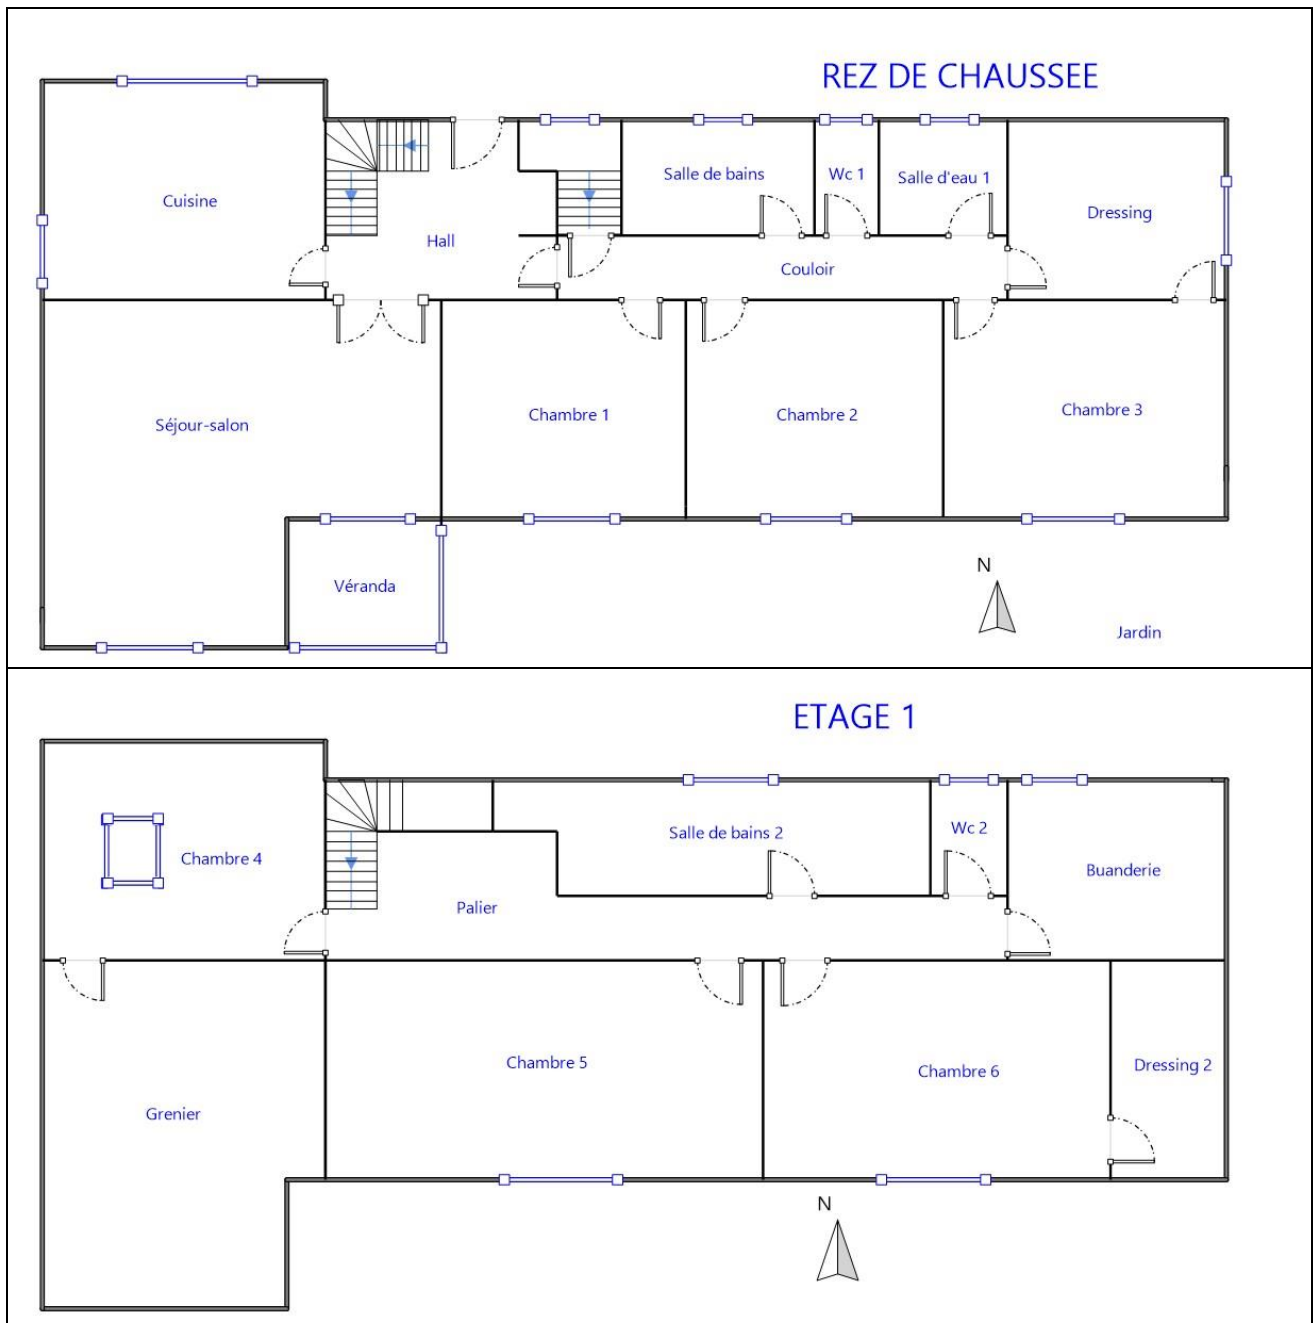 REZ DE CHAUSSEE
Cuisine
Hall
Salle de bains
Wc 1
Salle d'eau 1
Dressing
Couloir
Séjour-salon
Chambre 1
Chambre 2
Chambre 3
Véranda
N
Jardin
ETAGE 1
Chambre 4
Palier
Salle de bains 2
Wc 2
Buanderie
Grenier
Chambre 5
Chambre 6
Dressing 2
N